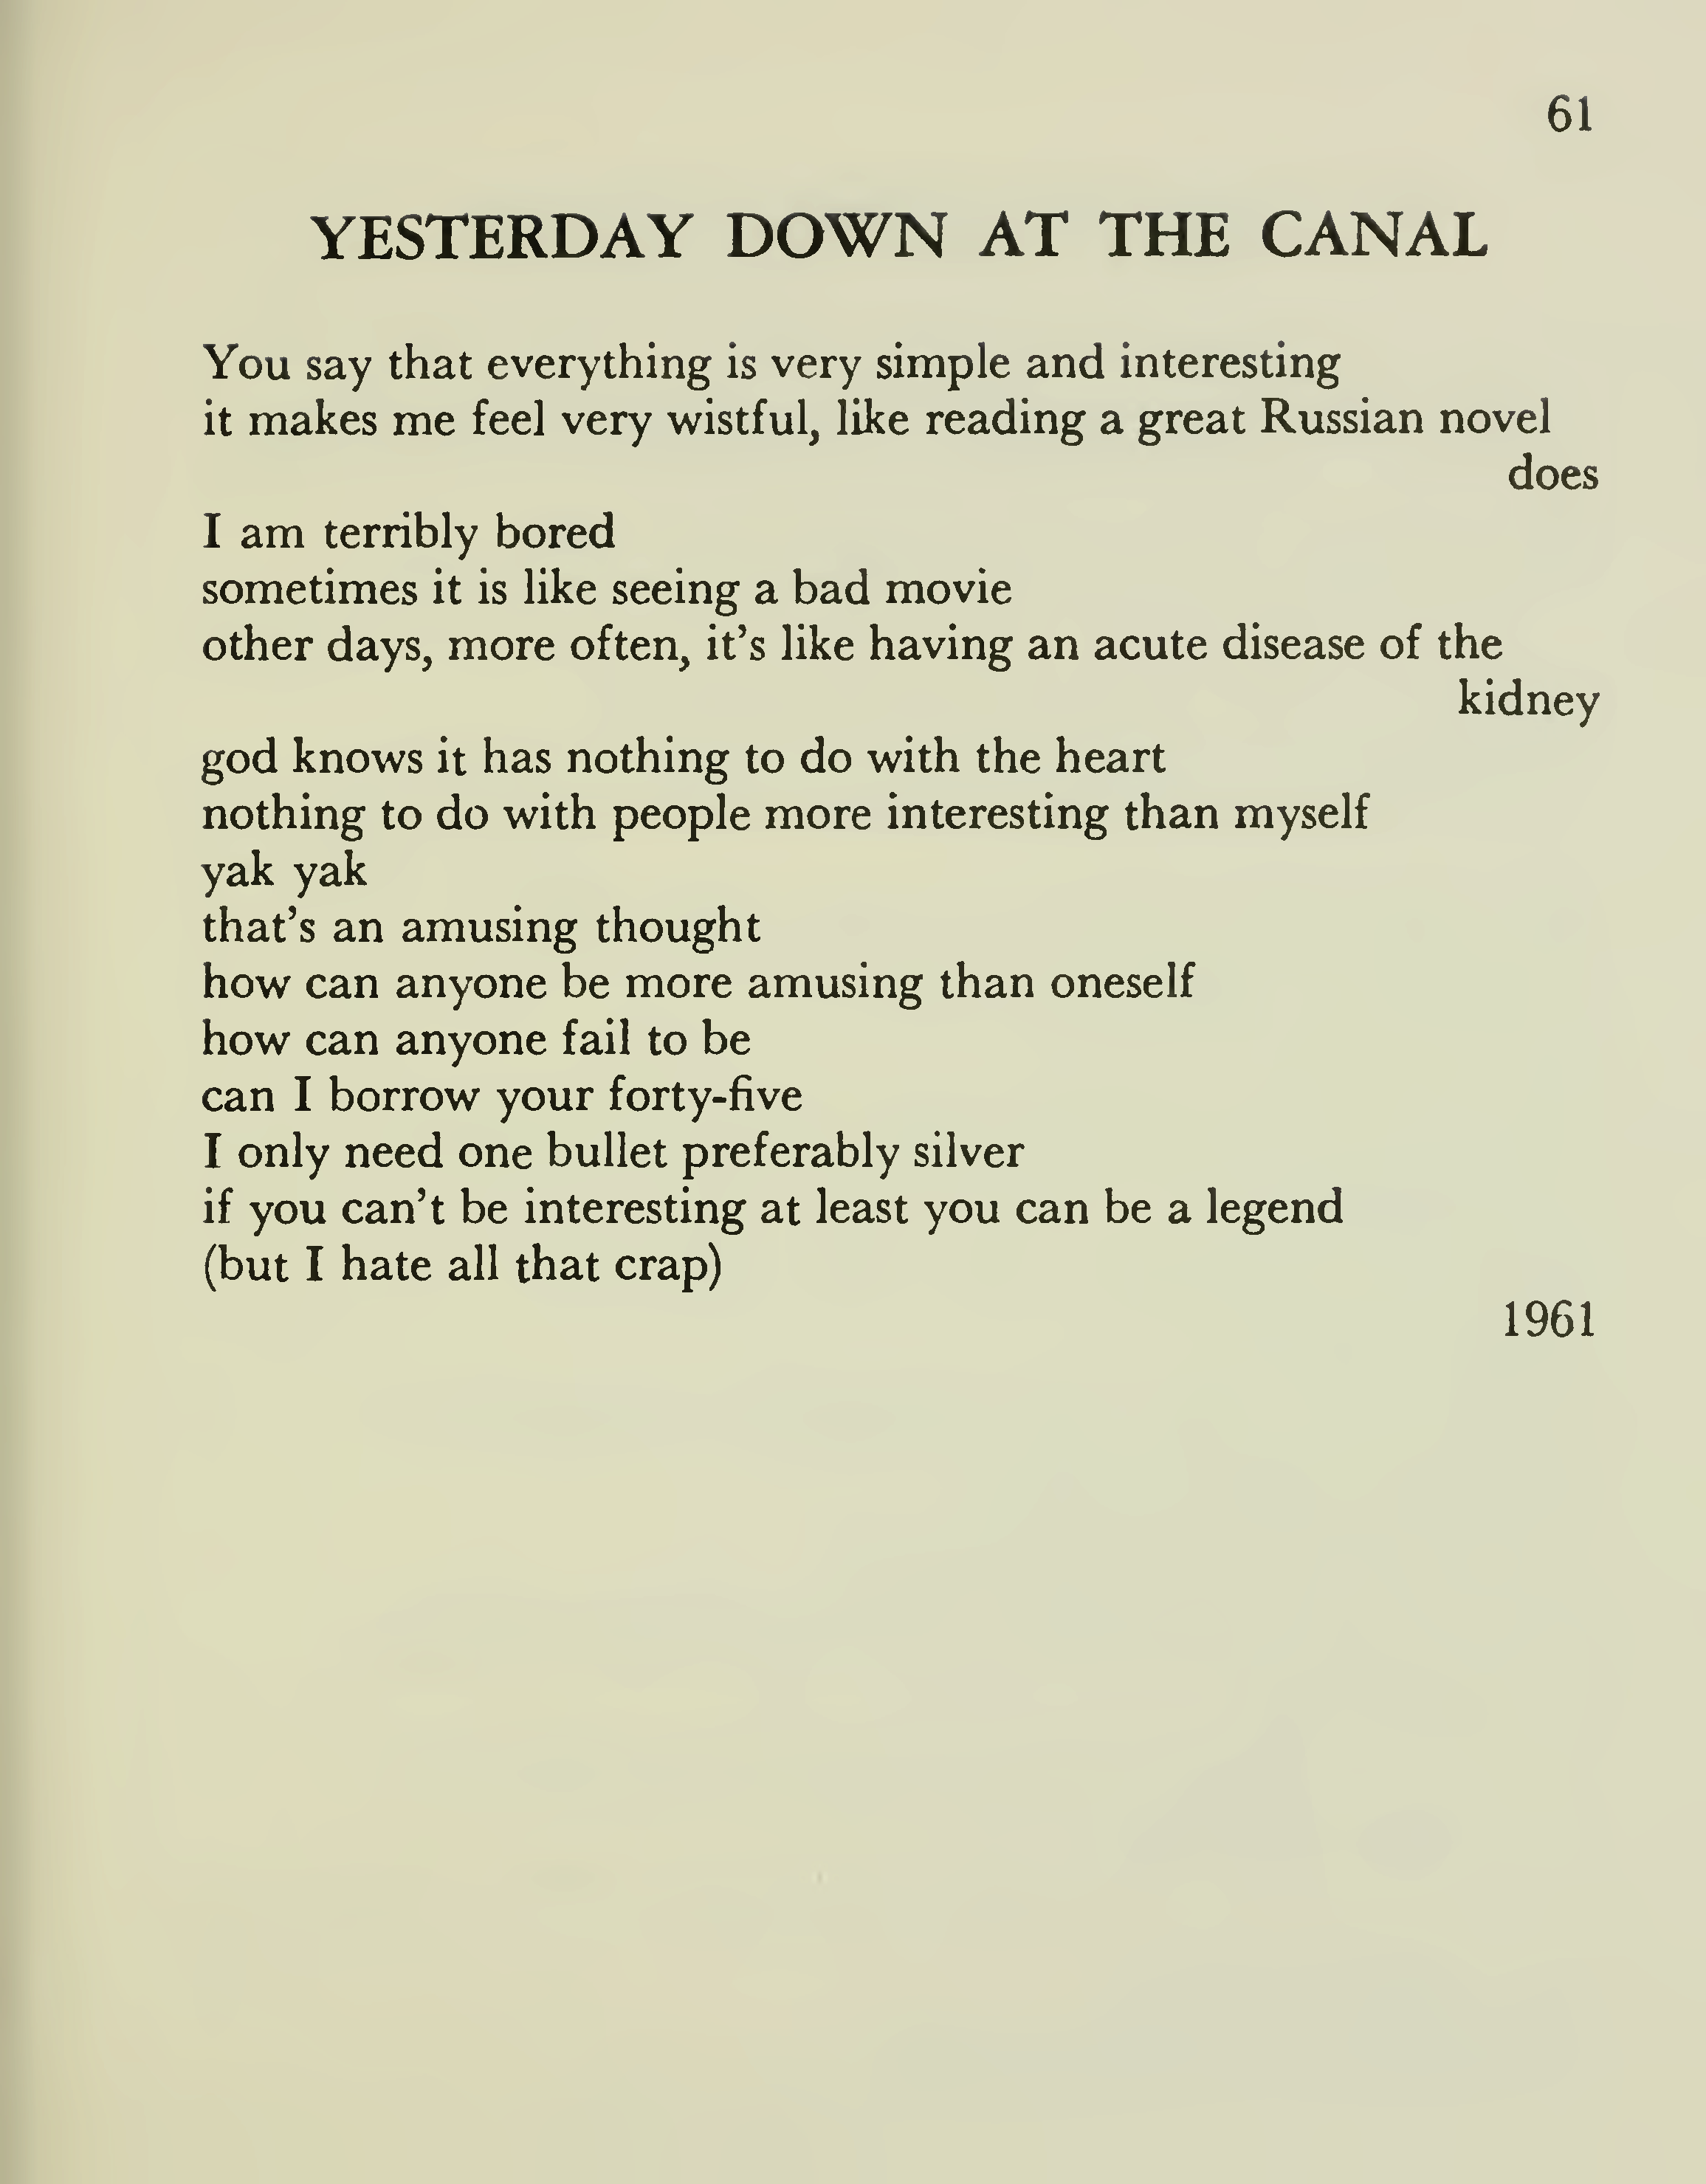 61
YESTERDAY DOWN AT THE CANAL
You say that everything is very simple and interesting
it makes me feel very wistful, like reading a great Russian novel
does
I am terribly bored
sometimes it is like seeing a bad movie
other days, more often, it's like having an acute disease of the
kidney
god knows it has nothing to do with the heart
nothing to do with people more interesting than myself
yak yak
that's an amusing thought
how can anyone be more amusing than oneself
how can anyone fail to be
can I borrow your forty-five
I only need one bullet preferably silver
if you can't be interesting at least you can be a legend
(but I hate all that crap)
1961